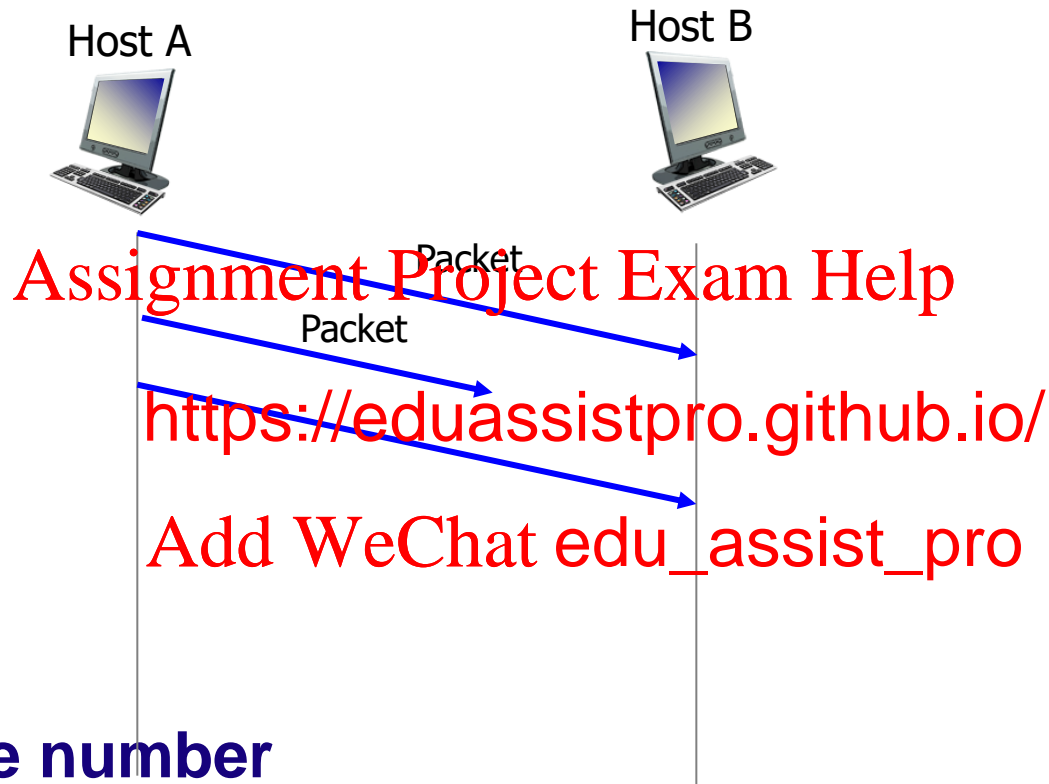 Host A
Host B
Packet
Assignment Project Exam Help
Packet
https://eduassistpro.github.io/
Add WeChat edu_assist_pro
e number